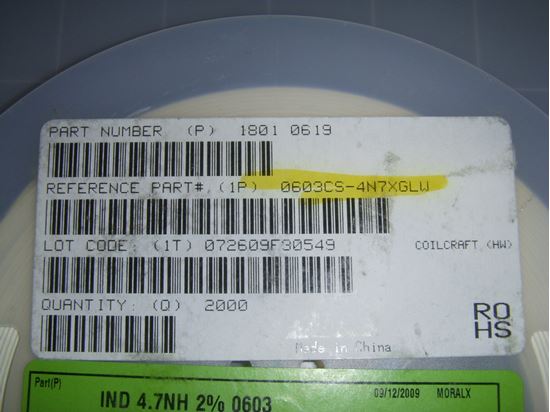 PART NUMBER (P) 1801 0619
REFERENCE PART#. (1P) 0603CS-4N7XGLW
LOT CODE: (1T) 072609F30549
COILCRAFT (HW)
QUANTITY: (Q) 2000
RO
HS
Made in China
Part(P) 09/12/2009 MORALX
IND 4.7NH 2% 0603